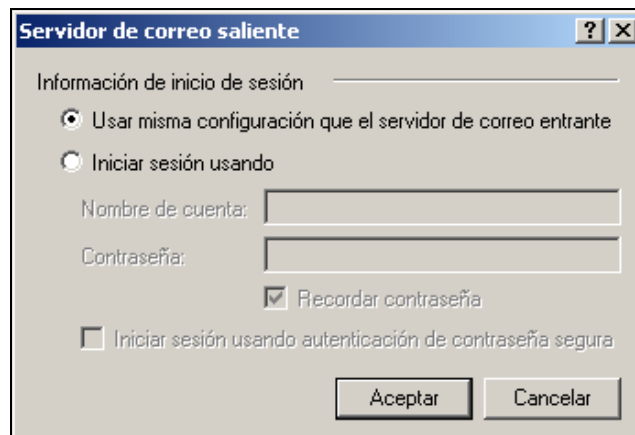 Servidor de correo saliente
Información de inicio de sesión
Usar misma configuración que el servidor de correo entrante
Iniciar sesión usando
Nombre de cuenta:
Contraseña:
Recordar contraseña
Iniciar sesión usando autenticación de contraseña segura
Aceptar Cancelar